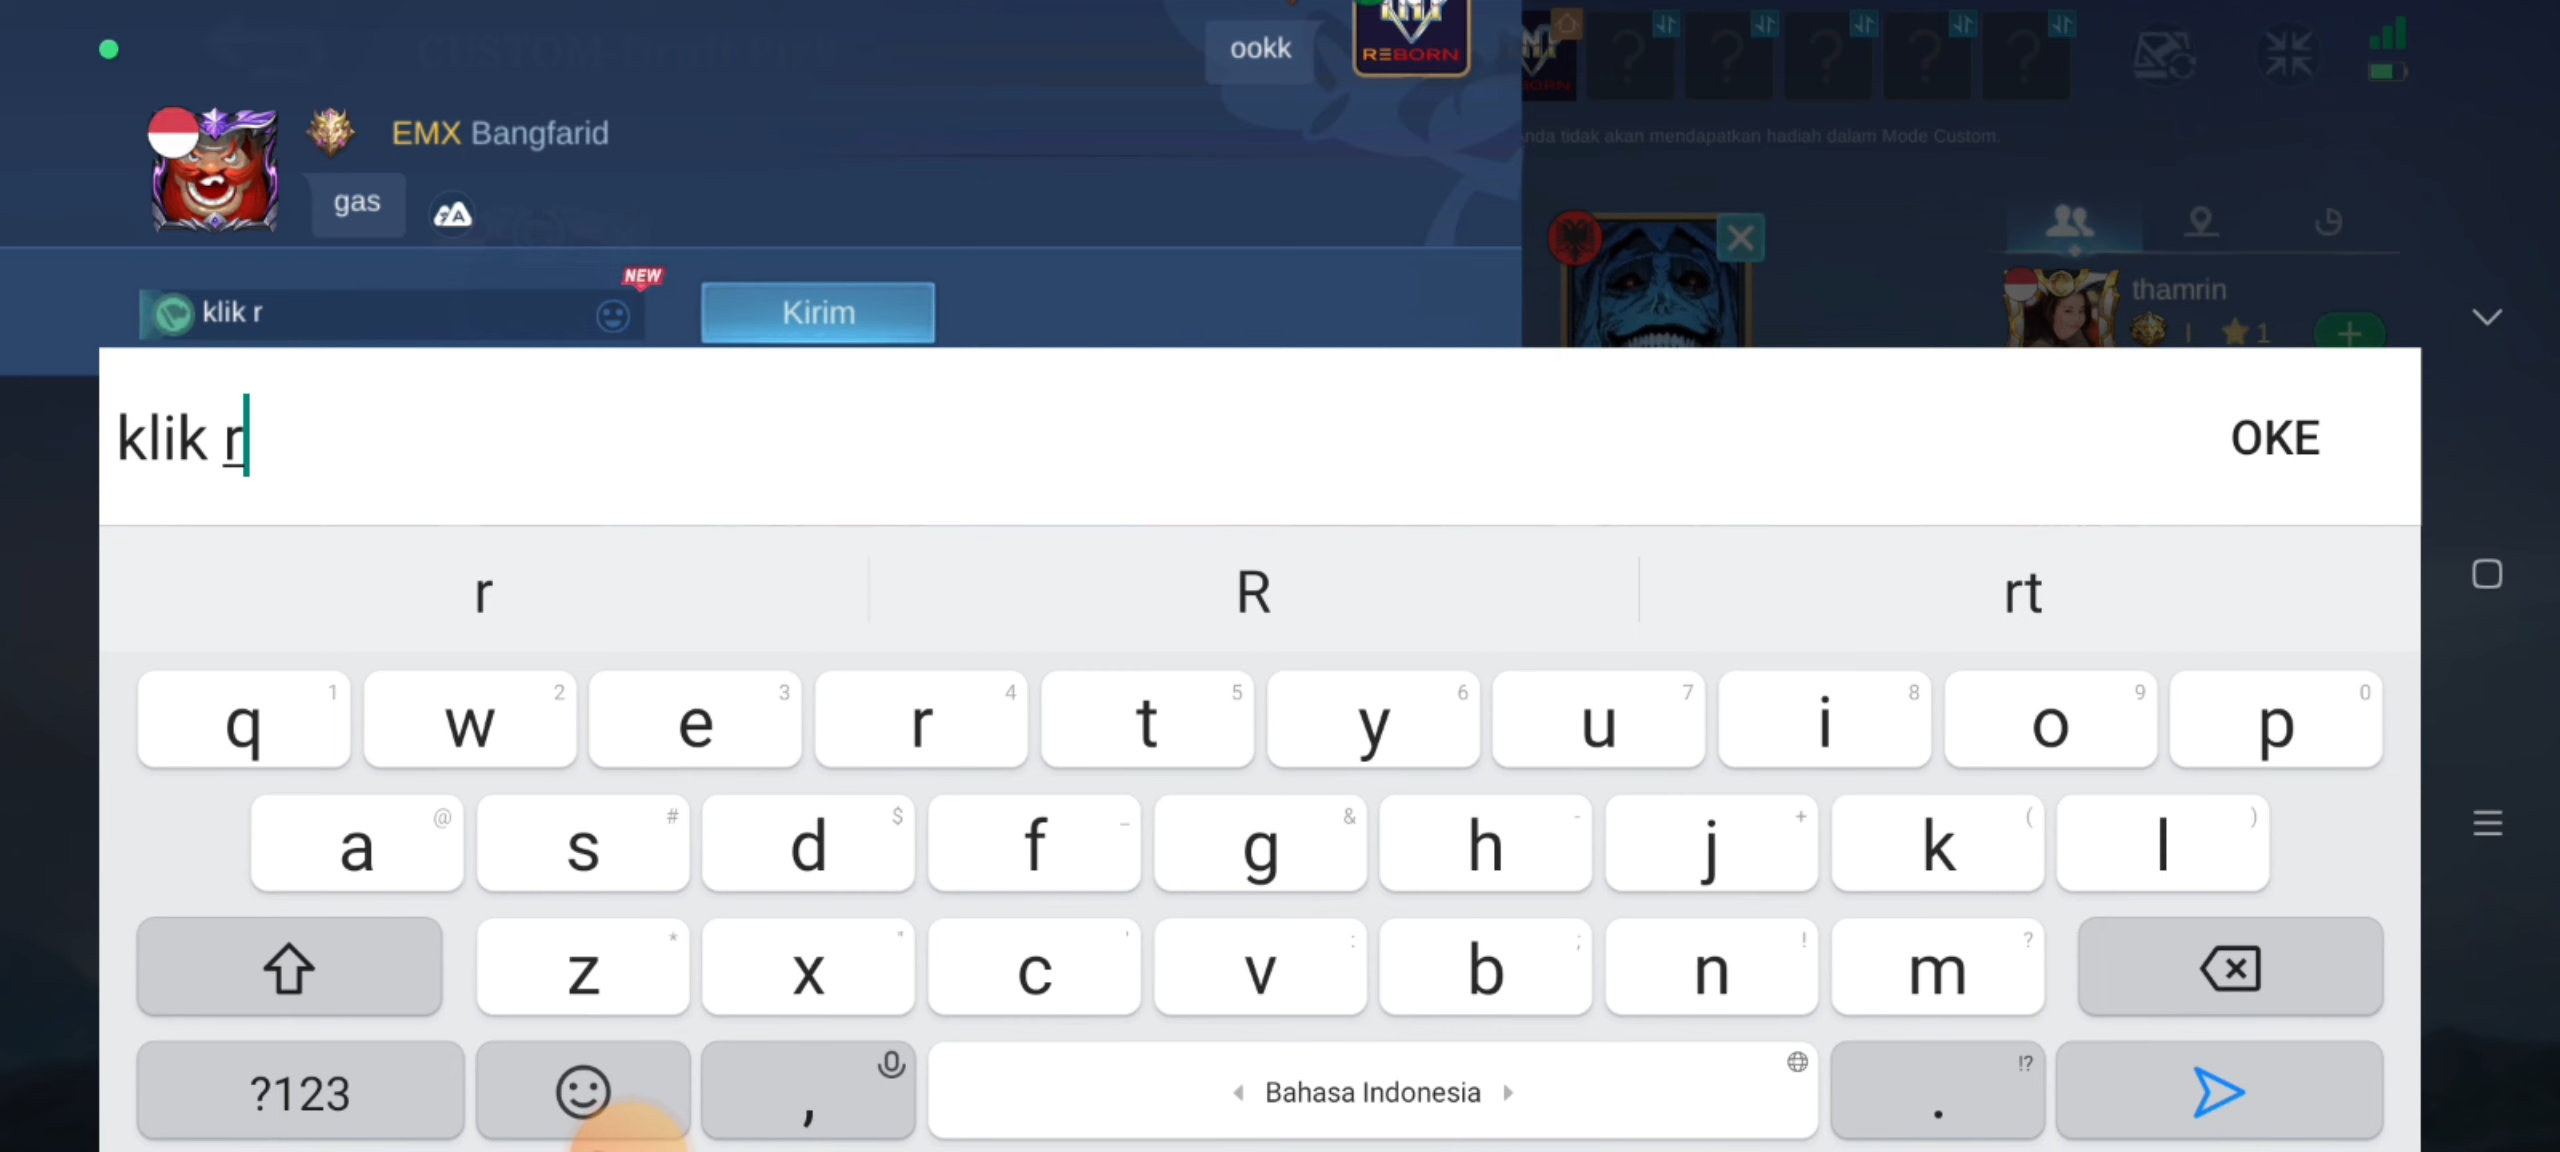 ookk
REBORN
EMX Bangfarid
gas
nda tidak akan mendapatkan hadiah dalam Mode Custom.
thamrin
1
NEW
klik r
Kirim
klik r
OKE
r R rt
q 1 w 2 e 3 r 4 t 5 y 6 u 7 i 8 o 9 p 0
a @ s # d $ f _ g & h - j + k ( l )
z * x " c ' v : b ; n ! m ?
?123 , Bahasa Indonesia . !?